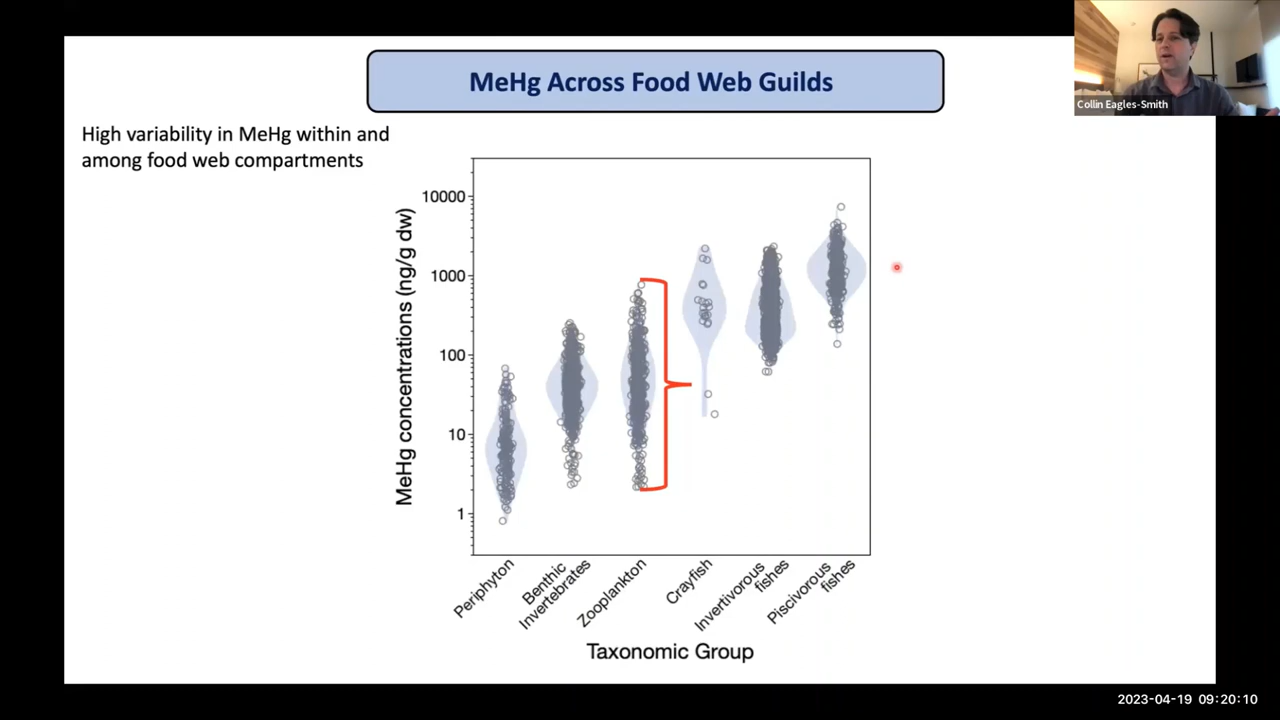 MeHg Across Food Web Guilds
Collin Eagles-Smith
High variability in MeHg within and
among food web compartments
MeHg concentrations (ng/g dw)
10000
1000
100
10
1
Periphyton
Benthic
Invertebrates
Zooplankton
Crayfish
Invertivorous
fishes
Piscivorous
fishes
Taxonomic Group
2023-04-19 09:20:10